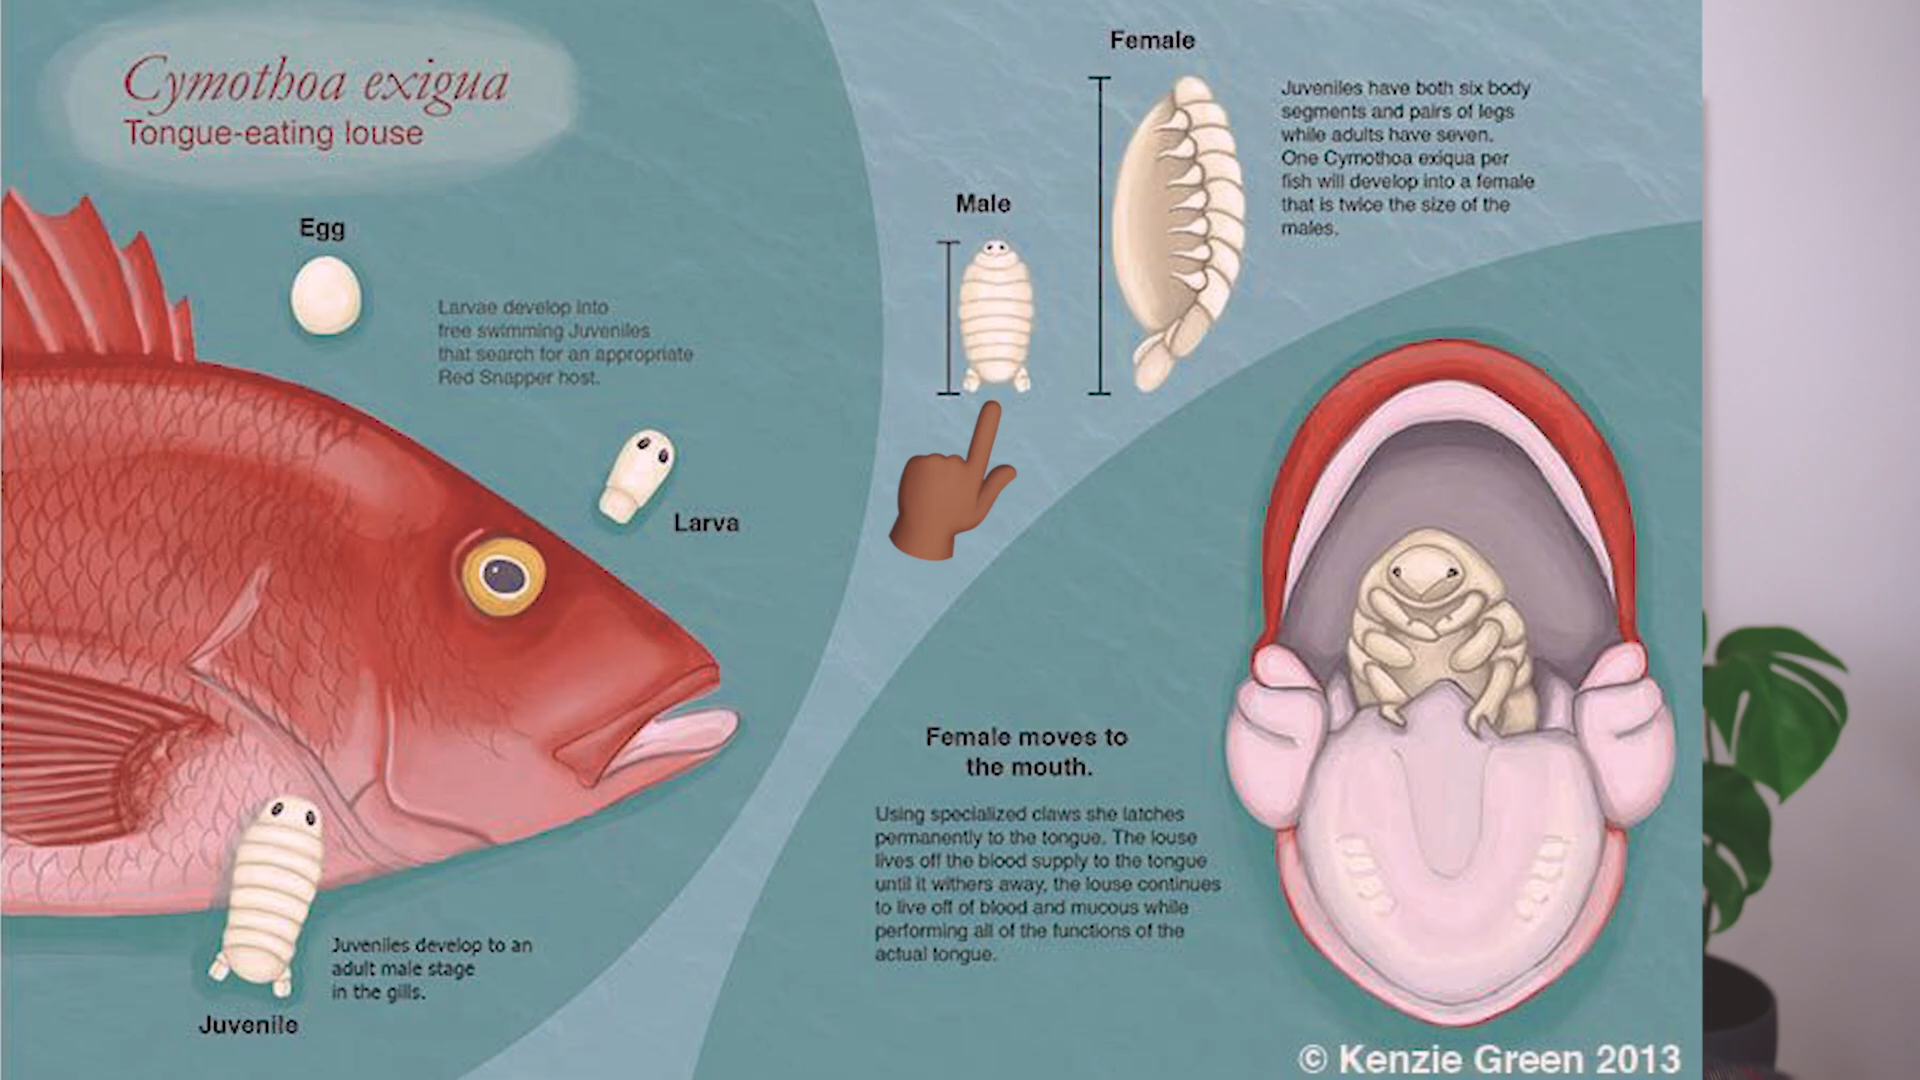 Cymothoa exigua
Tongue-eating louse
Egg
Larvae develop into
free swimming Juveniles
that search for an appropriate
Red Snapper host.
Larva
Juveniles develop to an
adult male stage
in the gills.
Juvenile
Male
Female
Juveniles have both six body
segments and pairs of legs
while adults have seven.
One Cymothoa exiqua per
fish will develop into a female
that is twice the size of the
males.
Female moves to
the mouth.
Using specialized claws she latches
permanently to the tongue. The louse
lives off the blood supply to the tongue
until it withers away, the louse continues
to live off of blood and mucous while
performing all of the functions of the
actual tongue.
© Kenzie Green 2013